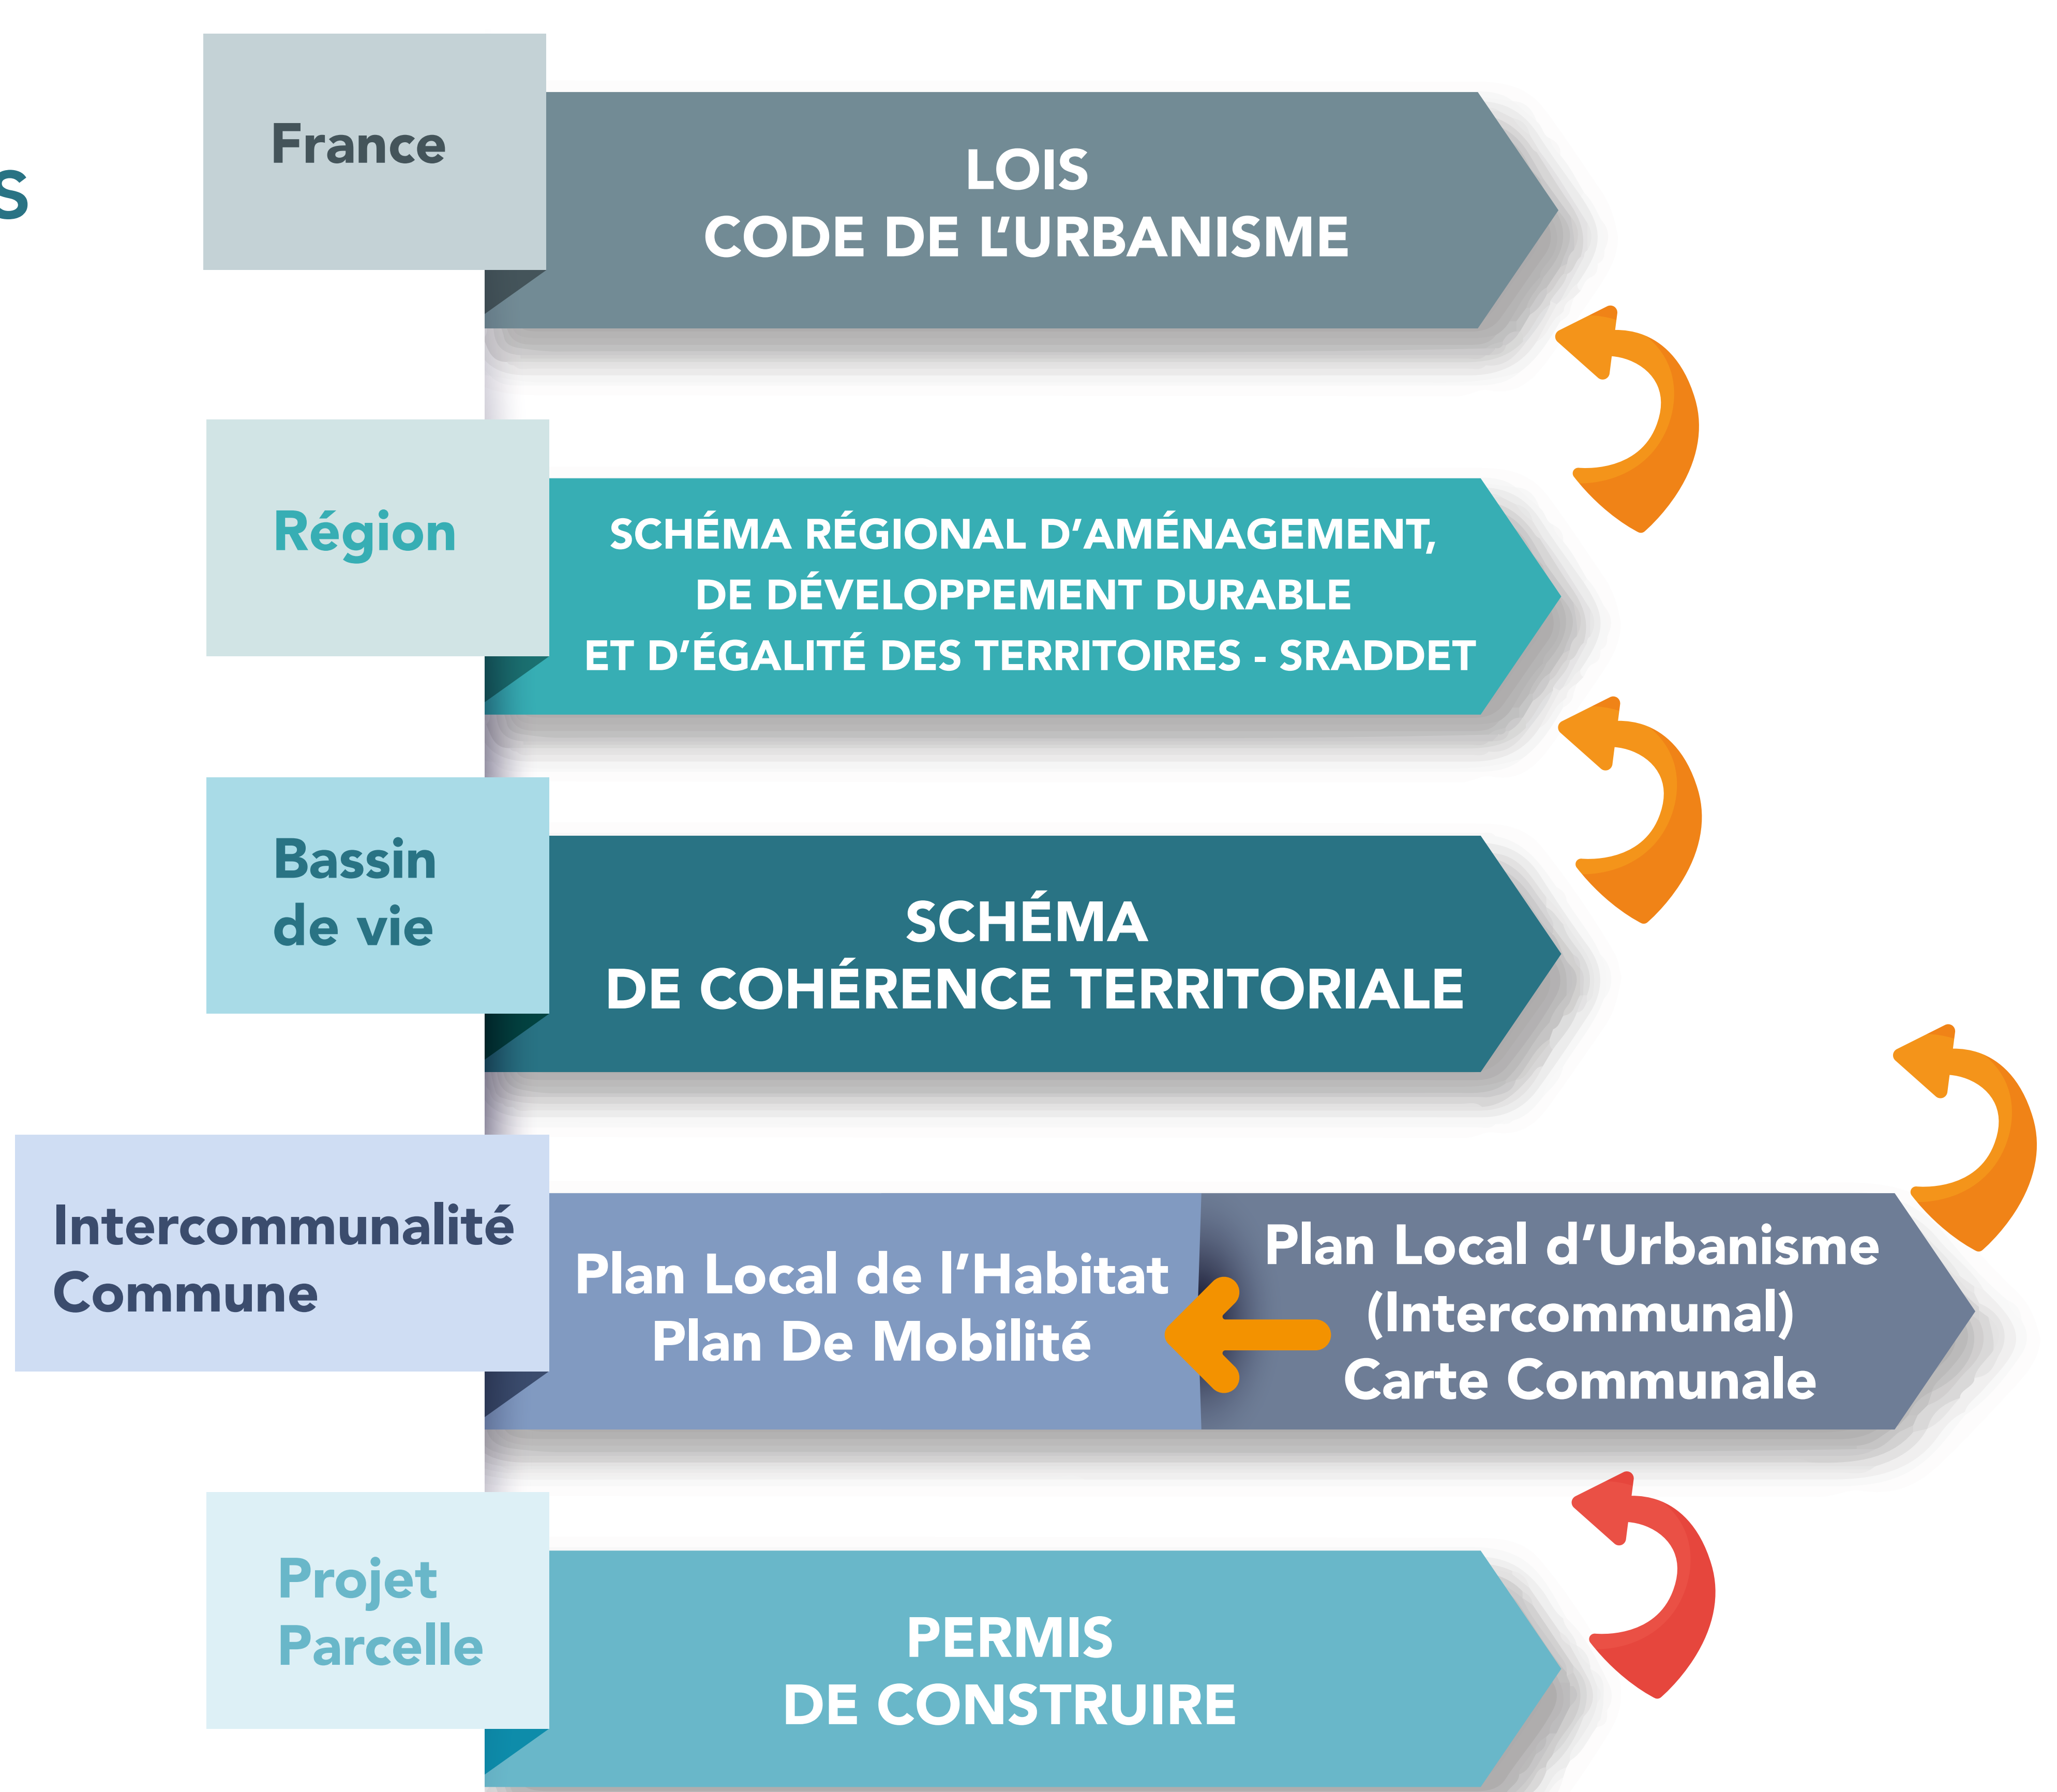 S
France
LOIS
CODE DE L'URBANISME
Région
SCHÉMA RÉGIONAL D'AMÉNAGEMENT,
DE DÉVELOPPEMENT DURABLE
ET D'ÉGALITÉ DES TERRITOIRES - SRADDET
Bassin
de vie
SCHÉMA
DE COHÉRENCE TERRITORIALE
Intercommunalité
Commune
Plan Local de l'Habitat
Plan De Mobilité
Plan Local d'Urbanisme
(Intercommunal)
Carte Communale
Projet
Parcelle
PERMIS
DE CONSTRUIRE